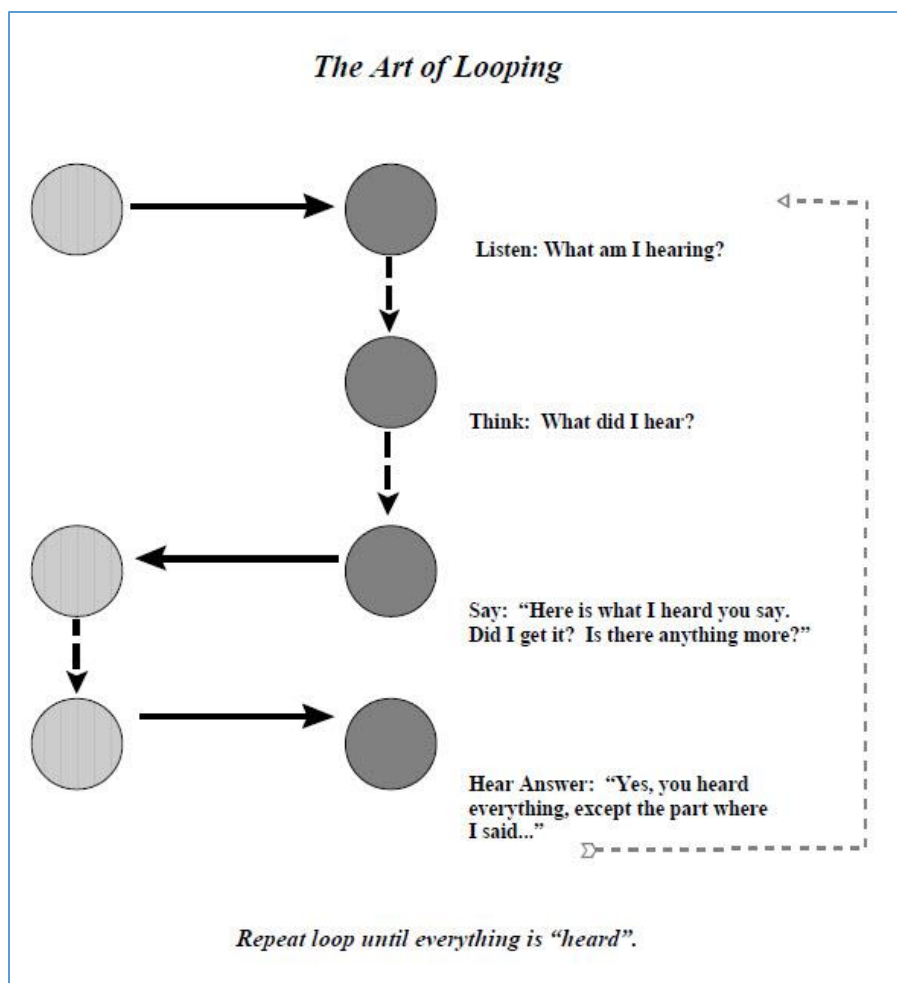 The Art of Looping
Listen: What am I hearing?
Think: What did I hear?
Say: “Here is what I heard you say.
Did I get it? Is there anything more?”
Hear Answer: “Yes, you heard
everything, except the part where
I said...”
Repeat loop until everything is “heard”.